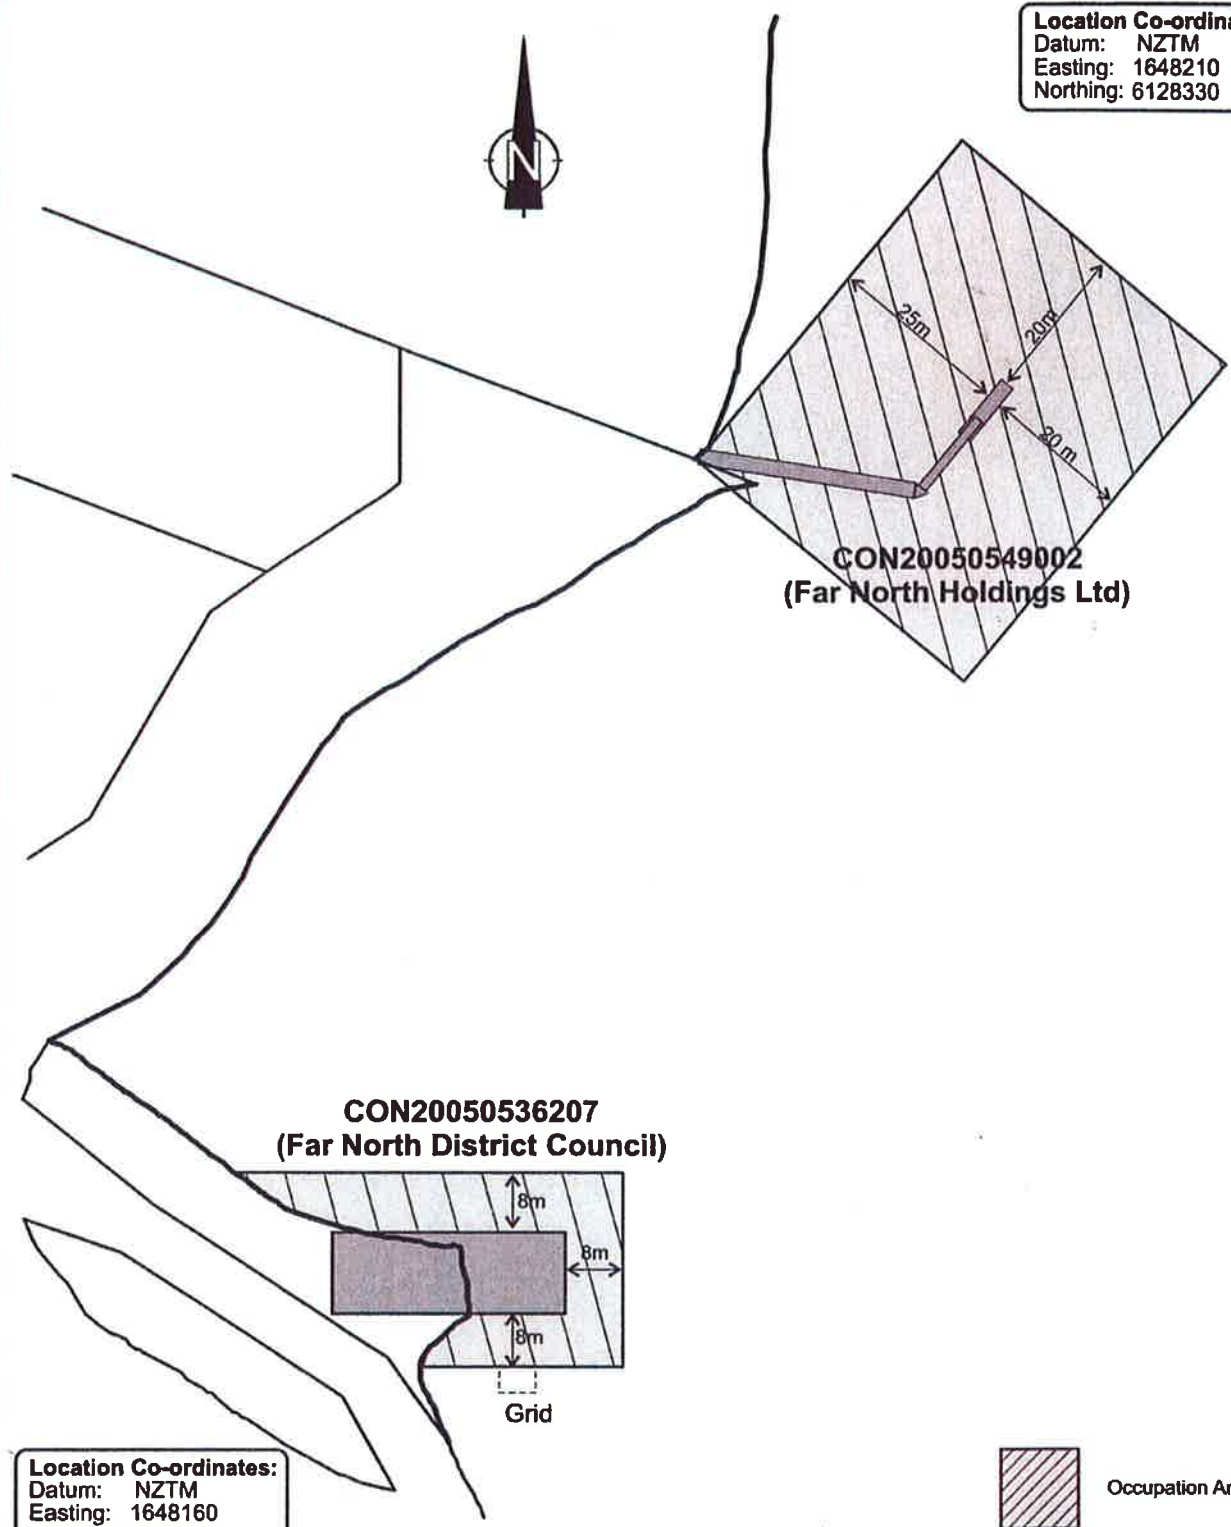 Location Co-ordina
Datum: NZTM
Easting: 1648210
Northing: 6128330
N
25m
20m
20 m
CON20050549002
(Far North Holdings Ltd)
CON20050536207
(Far North District Council)
8m
8m
8m
Grid
Location Co-ordinates:
Datum: NZTM
Easting: 1648160
Occupation Ar